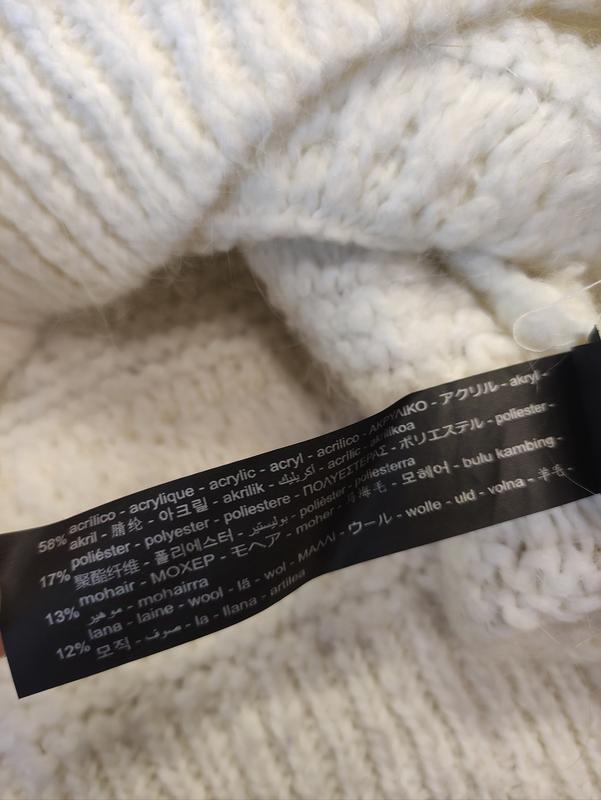 58% acrilico - acrylique - acrylic - acryl - acrilico - ΑΚΡΥΛΙΚΟ - アクリル - akryl -
akril - 腈纶 - 아크릴 - akrilik - أكريليك - acrílic - akrilikoa
17% poliéster - polyester - poliestere - ΠΟΛΥΕΣΤΕΡΑΣ - ポリエステル - poliester -
聚酯纤维 - 폴리에스터 - بوليستير - polièster - poliesterra
13% mohair - MOXEP - モヘア - moher - 马海毛 - 모헤어 - bulu kambing -
موهير - mohairra
12% lana - laine - wool - lã - wol - ΜΑΛΛΙ - ウール - wolle - uld - volna - 羊毛 -
모직 - صوف - la - llana - artilea